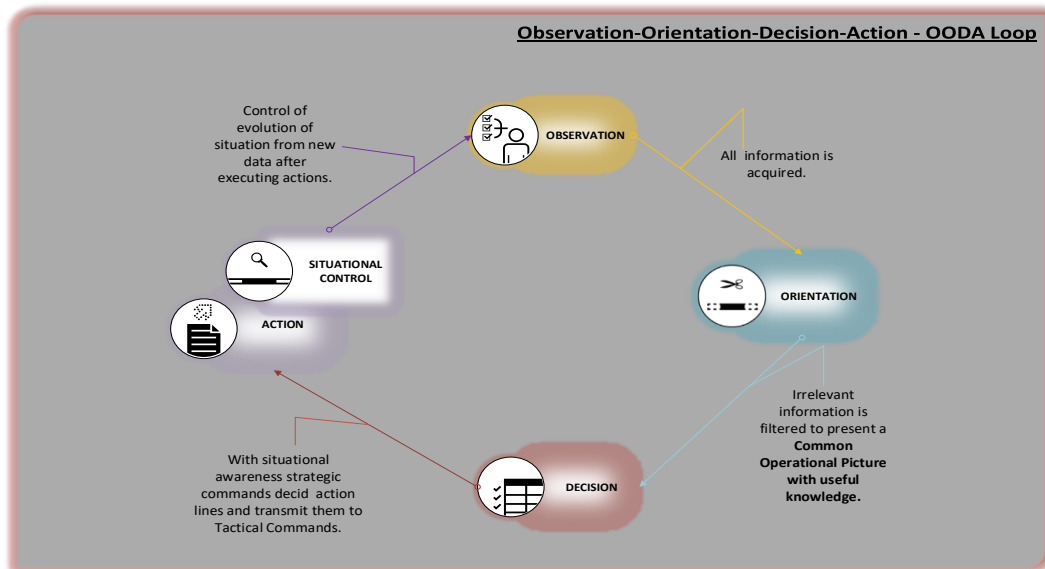 Observation-Orientation-Decision-Action - OODA Loop
Control of
evolution of
situation from new
data after
executing actions.
OBSERVATION
All information is
acquired.
SITUATIONAL
CONTROL
ACTION
ORIENTATION
Irrelevant
information is
filtered to present a
Common
Operational Picture
with useful
knowledge.
With situational
awareness strategic
commands decid action
lines and transmit them to
Tactical Commands.
DECISION